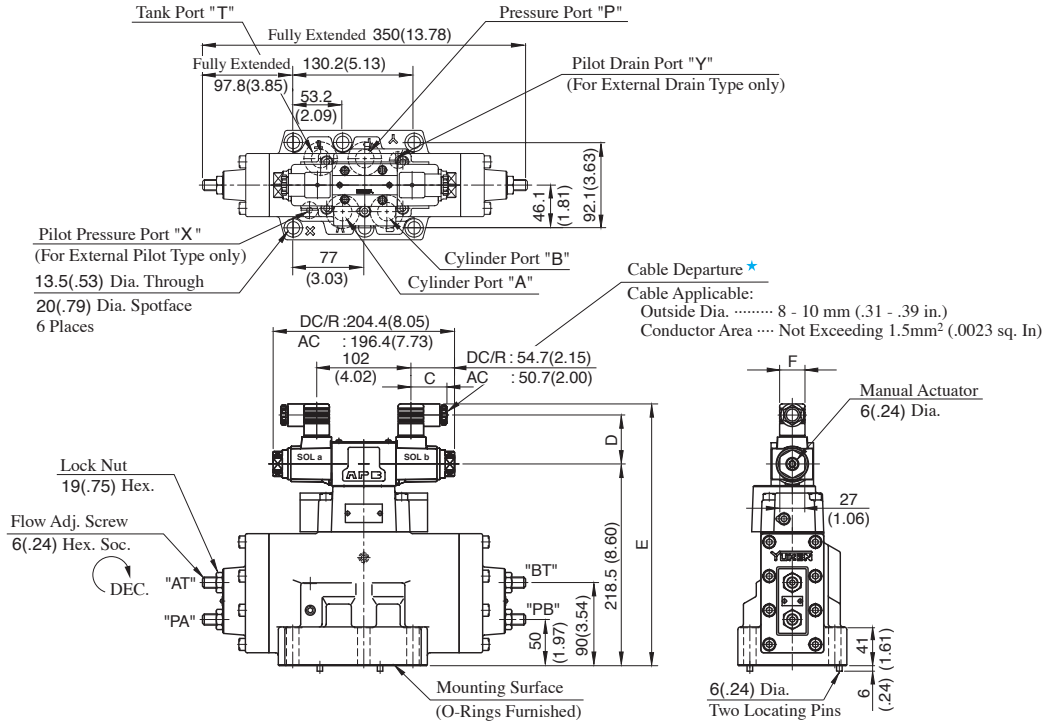 Tank Port "T"
Pressure Port "P"
Fully Extended 350(13.78)
Fully Extended
97.8(3.85)
130.2(5.13)
53.2
(2.09)
Pilot Drain Port "Y"
(For External Drain Type only)
46.1
(1.81)
92.1(3.63)
Pilot Pressure Port "X"
(For External Pilot Type only)
13.5(.53) Dia. Through
20(.79) Dia. Spotface
6 Places
77
(3.03)
Cylinder Port "B"
Cylinder Port "A"
Cable Departure ★
Cable Applicable:
Outside Dia. ········· 8 - 10 mm (.31 - .39 in.)
Conductor Area ···· Not Exceeding 1.5mm² (.0023 sq. In)
DC/R :204.4(8.05)
AC : 196.4(7.73)
102
(4.02)
DC/R : 54.7(2.15)
AC : 50.7(2.00)
C
F
Manual Actuator
6(.24) Dia.
D
SOL a
SOL b
APB
Lock Nut
19(.75) Hex.
27
(1.06)
Flow Adj. Screw
6(.24) Hex. Soc.
DEC.
E
218.5 (8.60)
YUKEN
"AT"
"BT"
"PA"
"PB"
50
(1.97)
90(3.54)
41
(1.61)
6
(.24)
Mounting Surface
(O-Rings Furnished)
6(.24) Dia.
Two Locating Pins